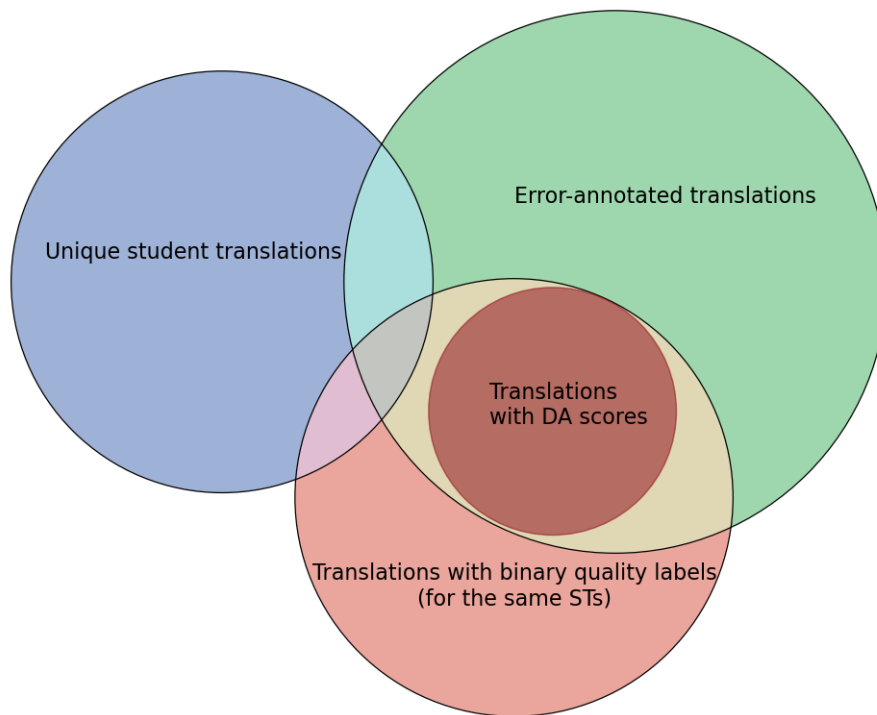 Error-annotated translations
Unique student translations
Translations
with DA scores
Translations with binary quality labels
(for the same STs)